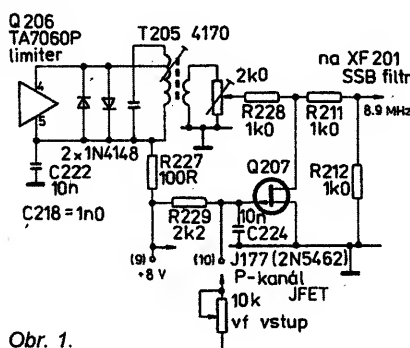 Q206
TA7060P
limiter
T205 4170
4
5
2k0
na XF 201
SSB filtr
8.9 MHz
R228
1k0
R211
1k0
2×1N4148
C222
10n
R227
100R
Q207
R212
1k0
C218 = 1n0
R229
2k2
10n
C224
(9)
+8 V
(10)
J177 (2N5462)
P-kanál
JFET
10k
vf vstup
Obr. 1.